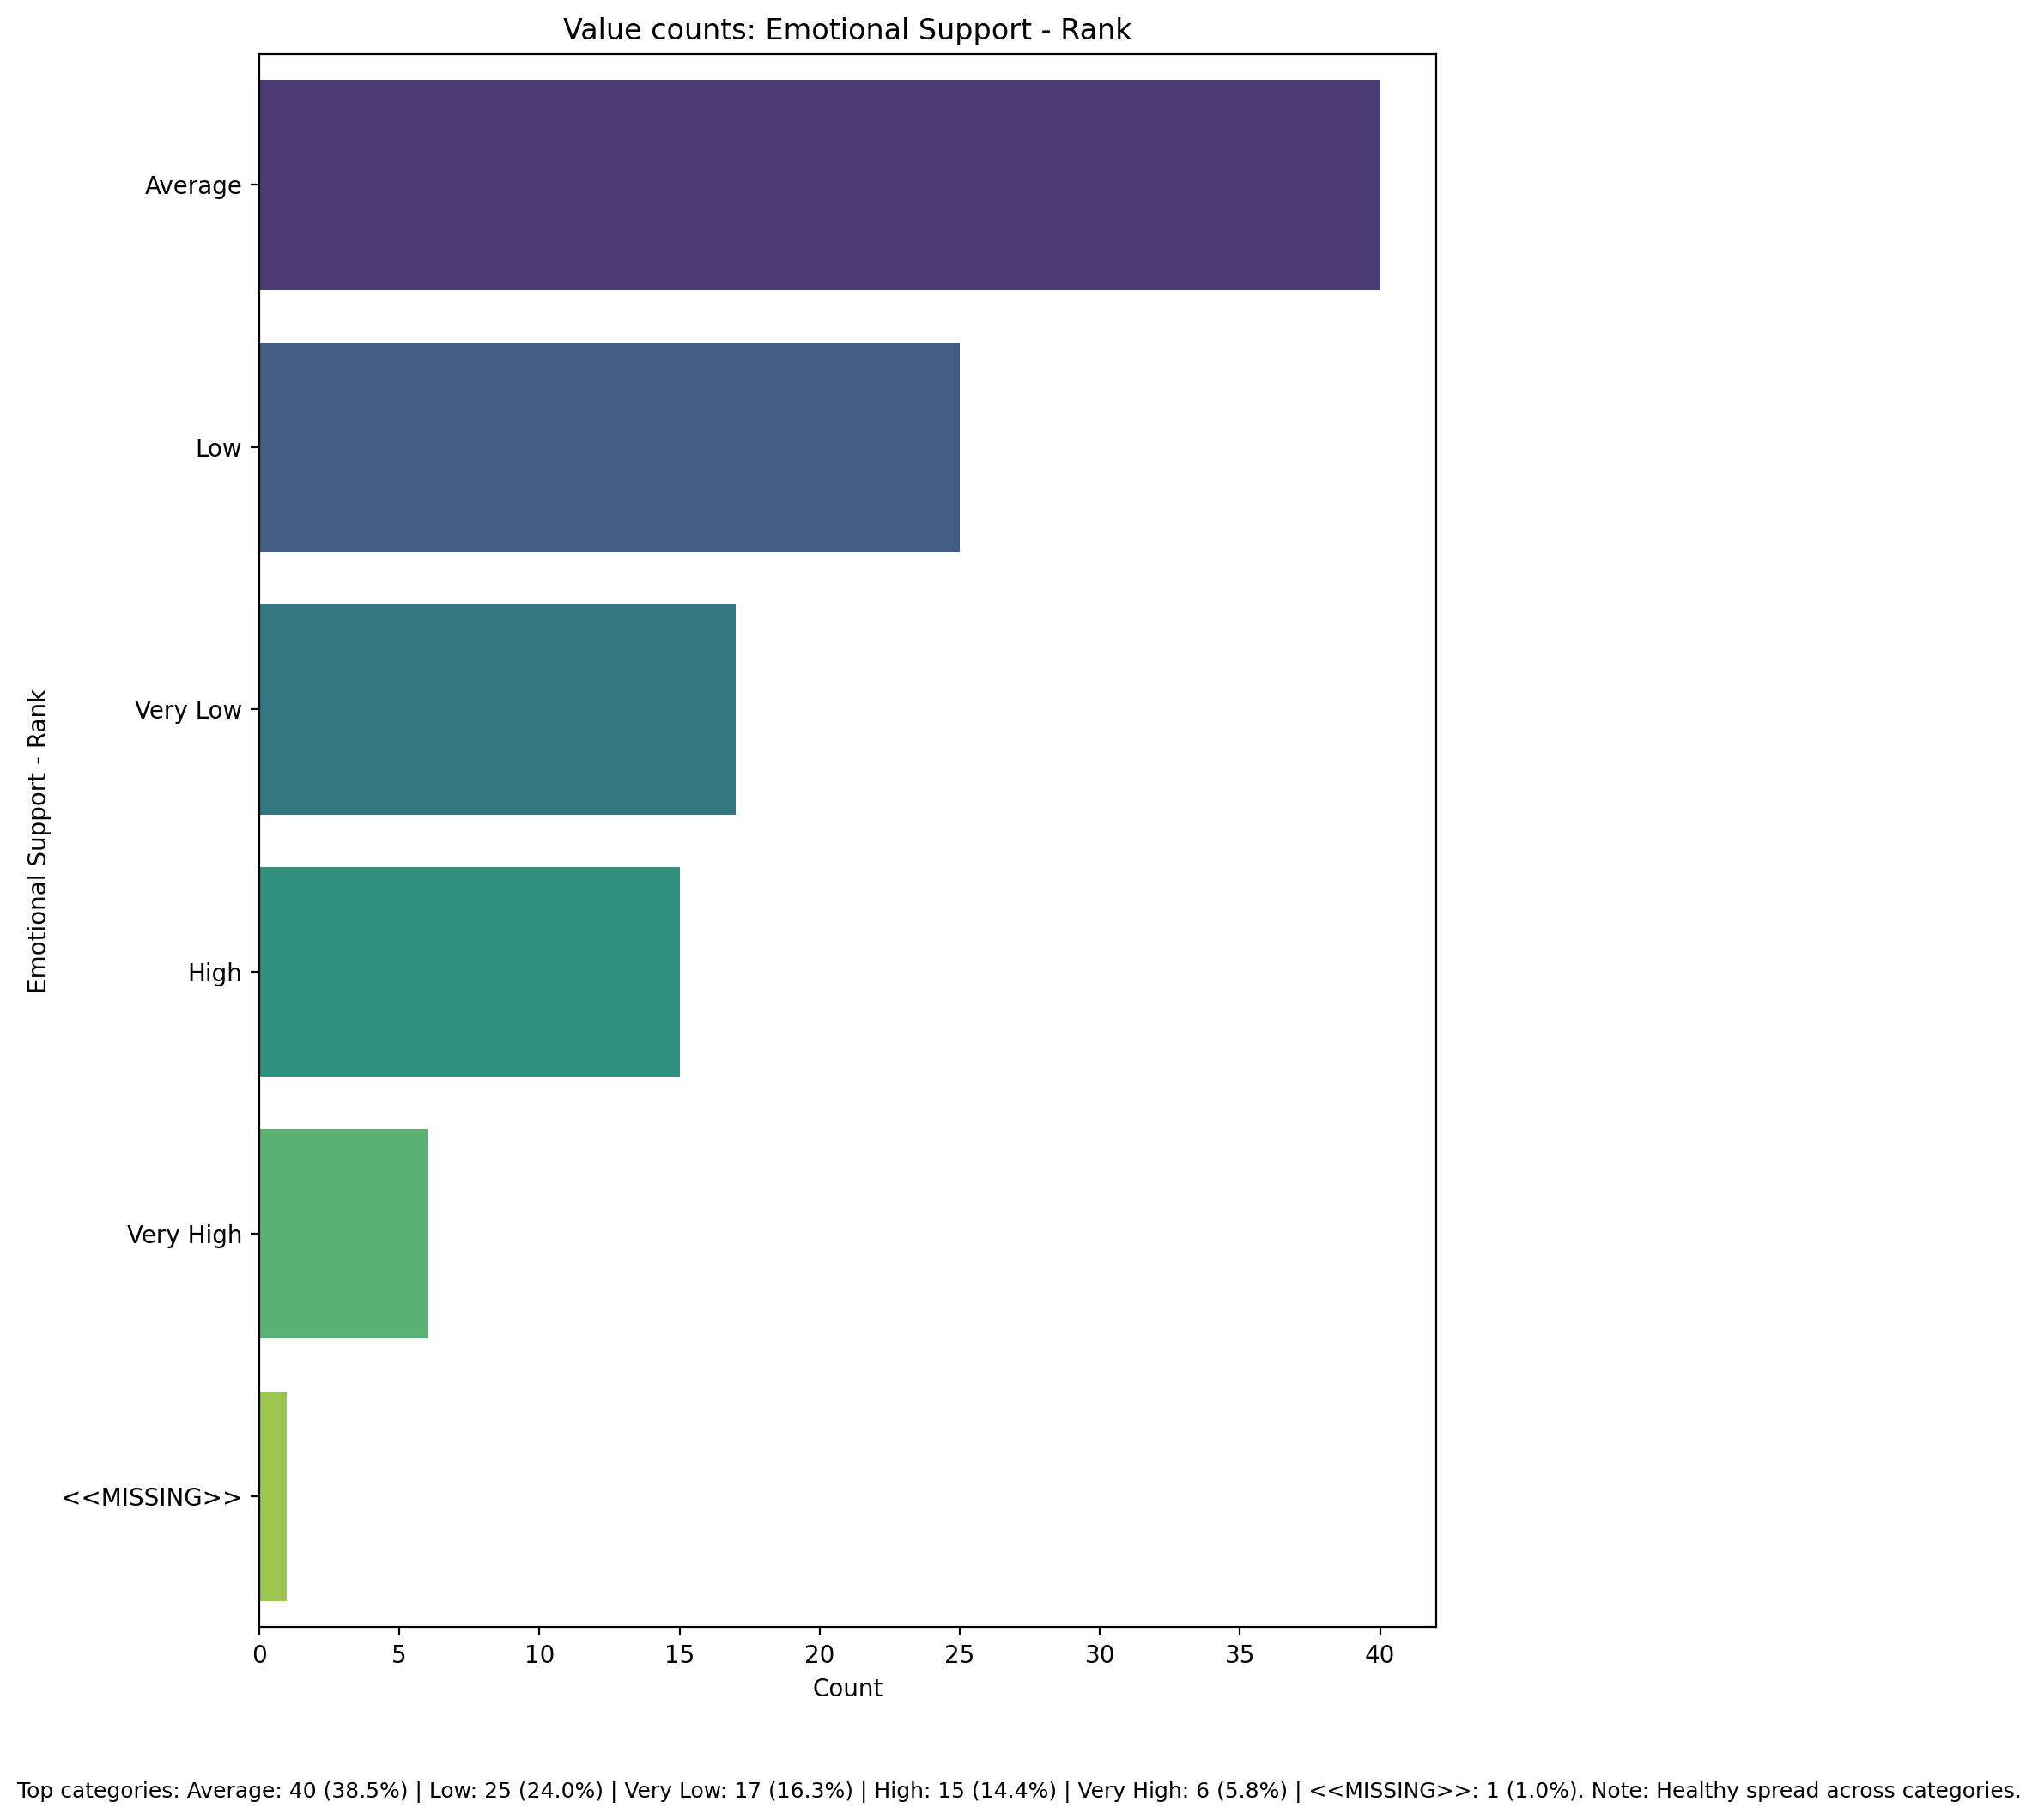 Value counts: Emotional Support - Rank
Average
Low
Very Low
High
Very High
<<MISSING>>
Emotional Support - Rank
0 5 10 15 20 25 30 35 40
Count
Top categories: Average: 40 (38.5%) | Low: 25 (24.0%) | Very Low: 17 (16.3%) | High: 15 (14.4%) | Very High: 6 (5.8%) | <<MISSING>>: 1 (1.0%). Note: Healthy spread across categories.